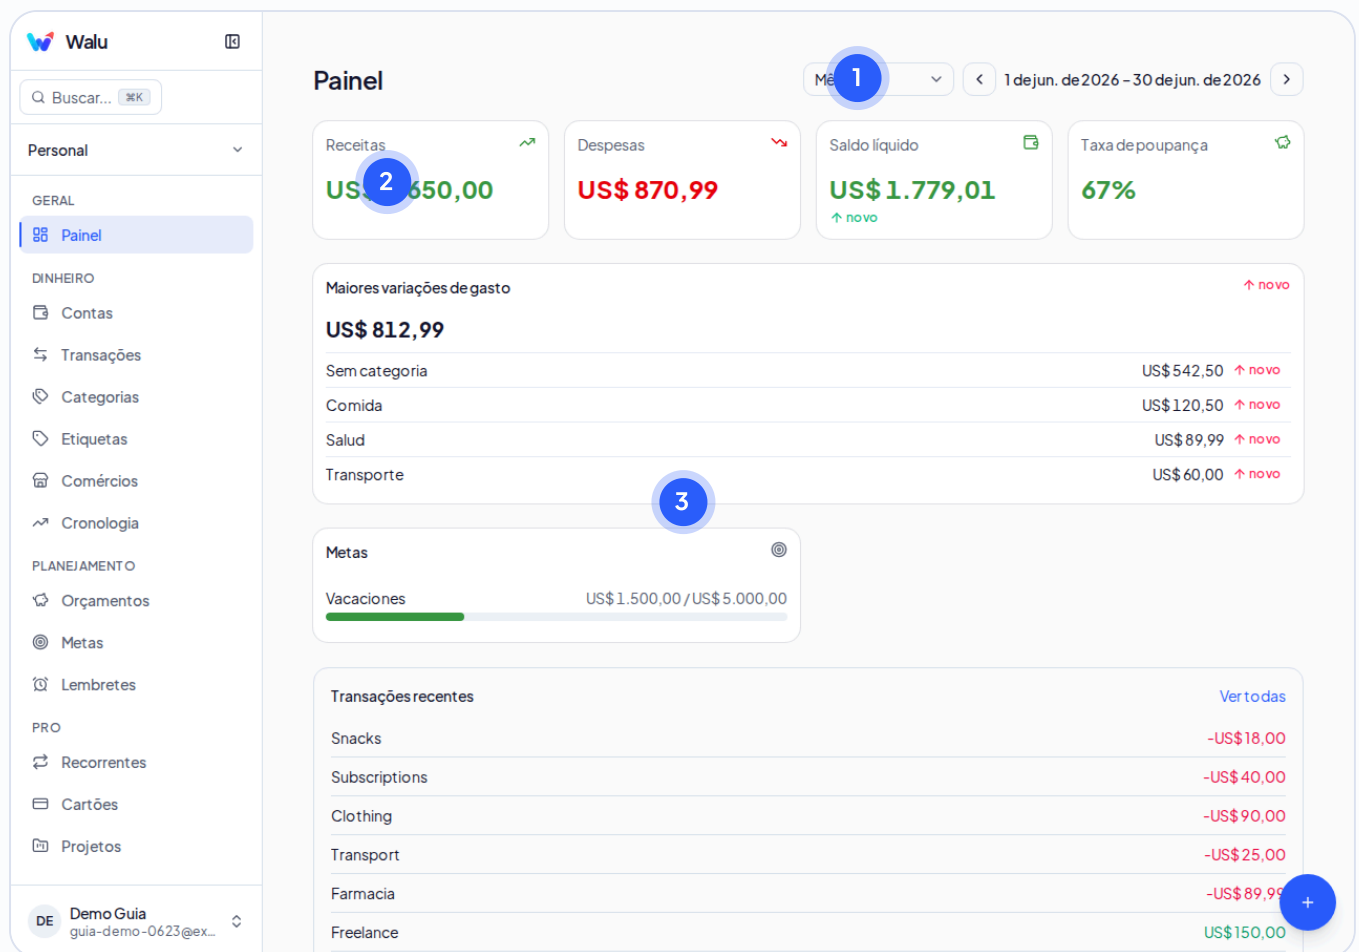 Walu
Buscar... ⌘K
Personal
GERAL
Painel
DINHEIRO
Contas
Transações
Categorias
Etiquetas
Comércios
Cronologia
PLANEJAMENTO
Orçamentos
Metas
Lembretes
PRO
Recorrentes
Cartões
Projetos
DE
Demo Guia
guia-demo-0623@ex...
Painel
1
1 de jun. de 2026 – 30 de jun. de 2026
Receitas
2
US$ 650,00
Despesas
US$ 870,99
Saldo líquido
US$ 1.779,01
↑ novo
Taxa de poupança
67%
Maiores variações de gasto
↑ novo
US$ 812,99
Sem categoria US$ 542,50 ↑ novo
Comida US$ 120,50 ↑ novo
Salud US$ 89,99 ↑ novo
Transporte US$ 60,00 ↑ novo
3
Metas
Vacaciones US$ 1.500,00 / US$ 5.000,00
Transações recentes Ver todas
Snacks -US$ 18,00
Subscriptions -US$ 40,00
Clothing -US$ 90,00
Transport -US$ 25,00
Farmacia -US$ 89,99
Freelance US$ 150,00
+